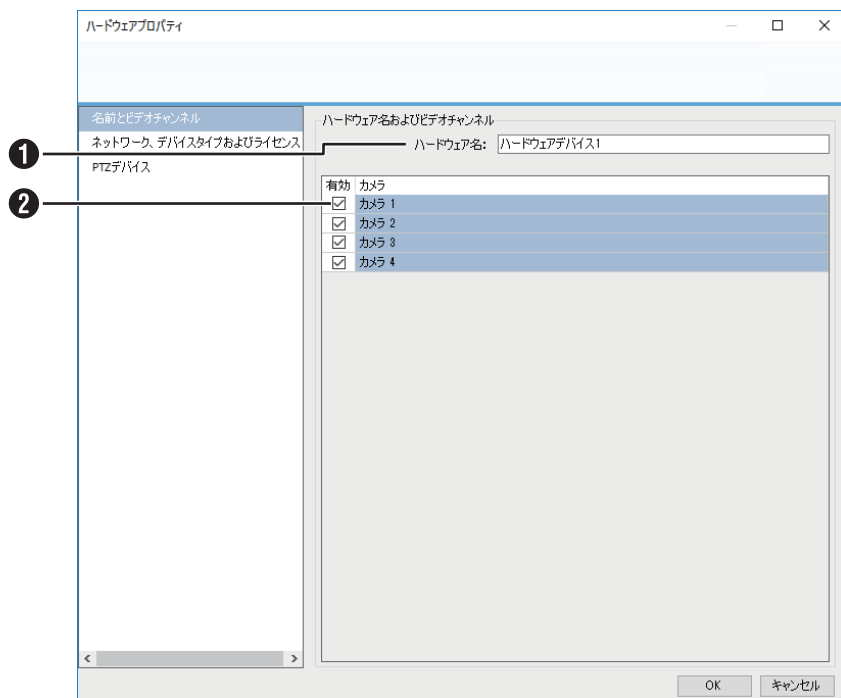 ハードウェアプロパティ
名前とビデオチャンネル
ネットワーク、デバイスタイプおよびライセンス
PTZデバイス
ハードウェア名およびビデオチャンネル
❶
ハードウェア名: ハードウェアデバイス1
有効 カメラ
❷
カメラ 1
カメラ 2
カメラ 3
カメラ 4
OK キャンセル